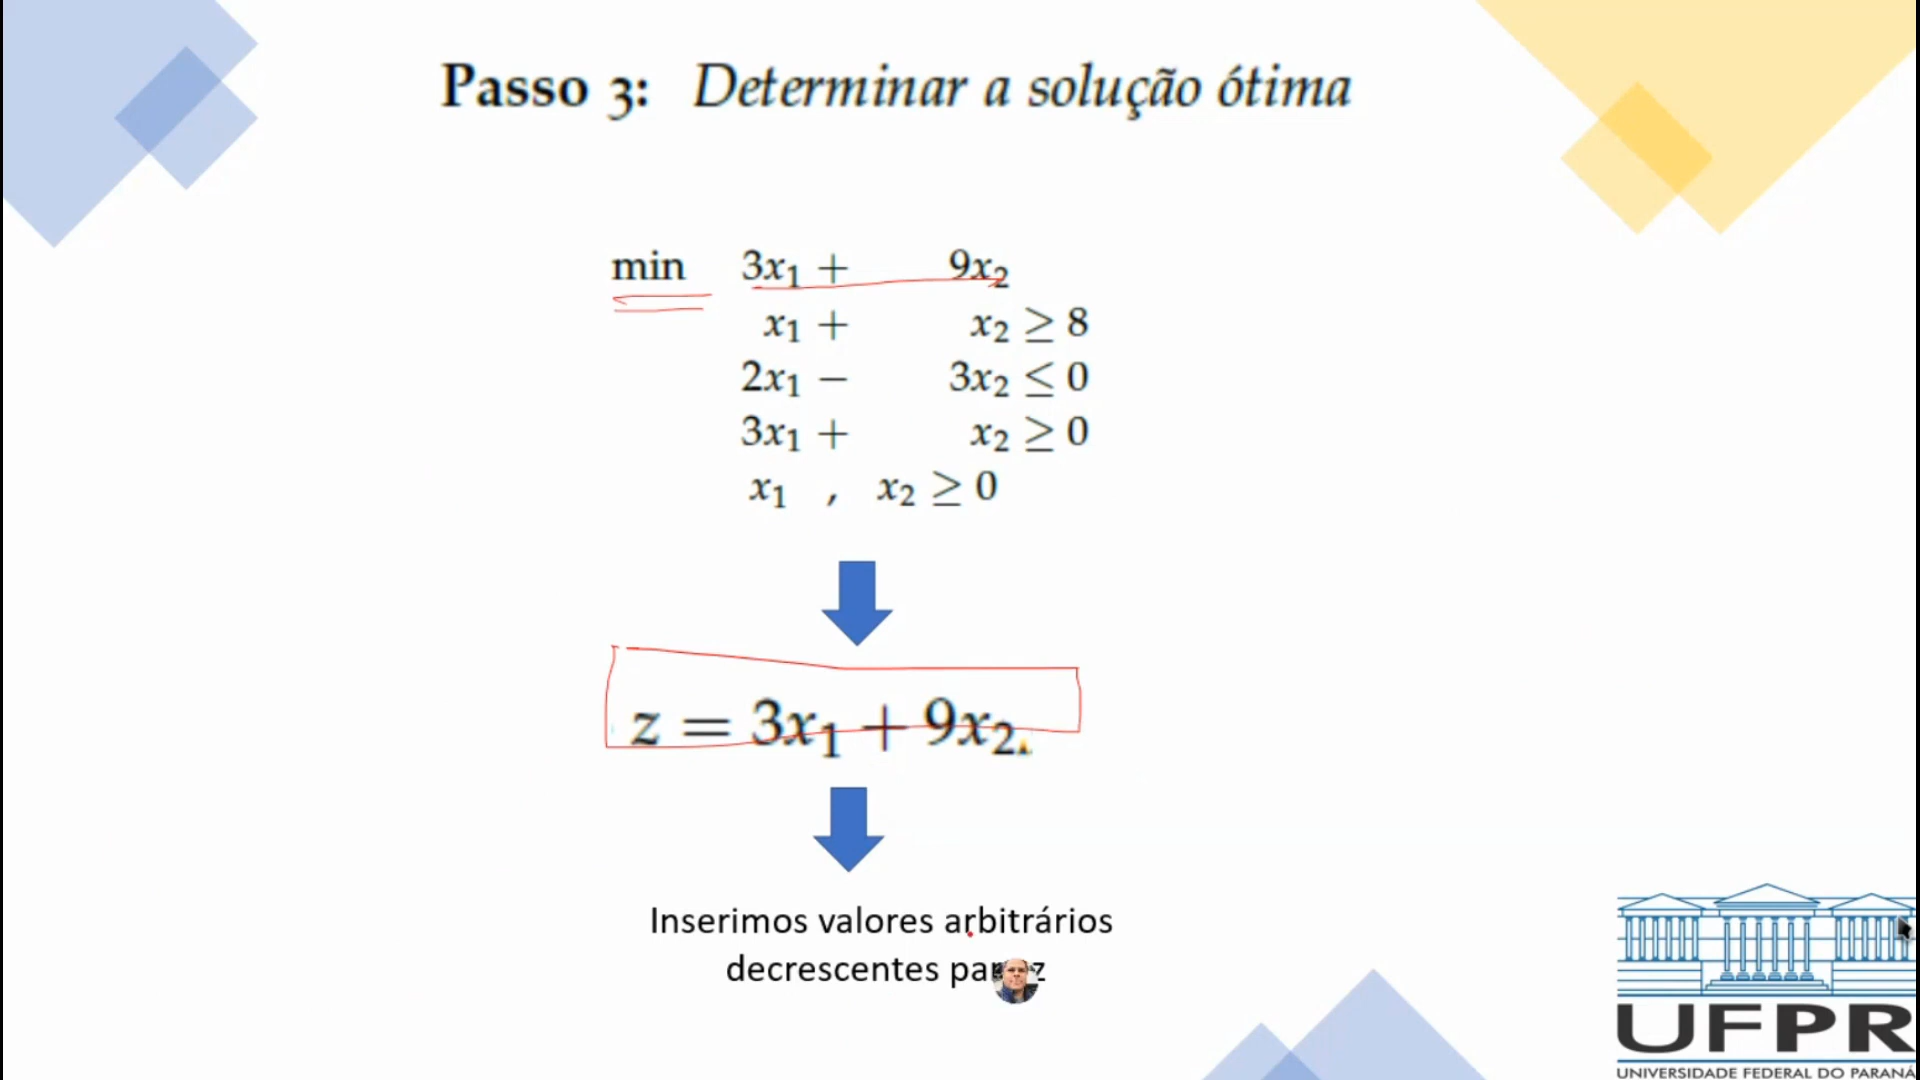 Passo 3: Determinar a solução ótima
min 3x₁ + 9x₂
x₁ + x₂ ≥ 8
2x₁ − 3x₂ ≤ 0
3x₁ + x₂ ≥ 0
x₁ , x₂ ≥ 0
z = 3x₁ + 9x₂.
Inserimos valores arbitrários
decrescentes z
UFPR
UNIVERSIDADE FEDERAL DO PARANÁ